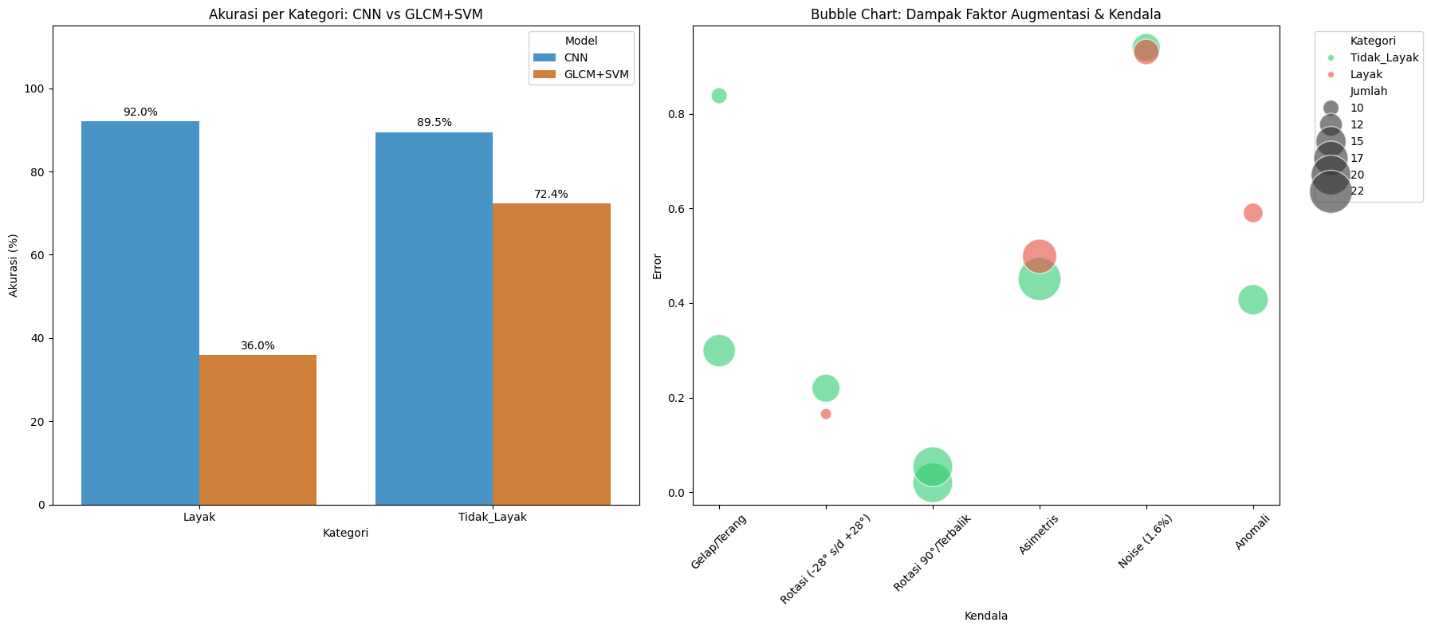 Akurasi per Kategori: CNN vs GLCM+SVM
Model
CNN
GLCM+SVM
92.0%
36.0%
89.5%
72.4%
100
80
60
40
20
0
Akurasi (%)
Layak
Tidak_Layak
Kategori
Bubble Chart: Dampak Faktor Augmentasi & Kendala
0.8
0.6
0.4
0.2
0.0
Error
Gelap/Terang
Rotasi (-28° s/d +28°)
Rotasi 90°/Terbalik
Asimetris
Noise (1.6%)
Anomali
Kendala
Kategori
Tidak_Layak
Layak
Jumlah
10
12
15
17
20
22